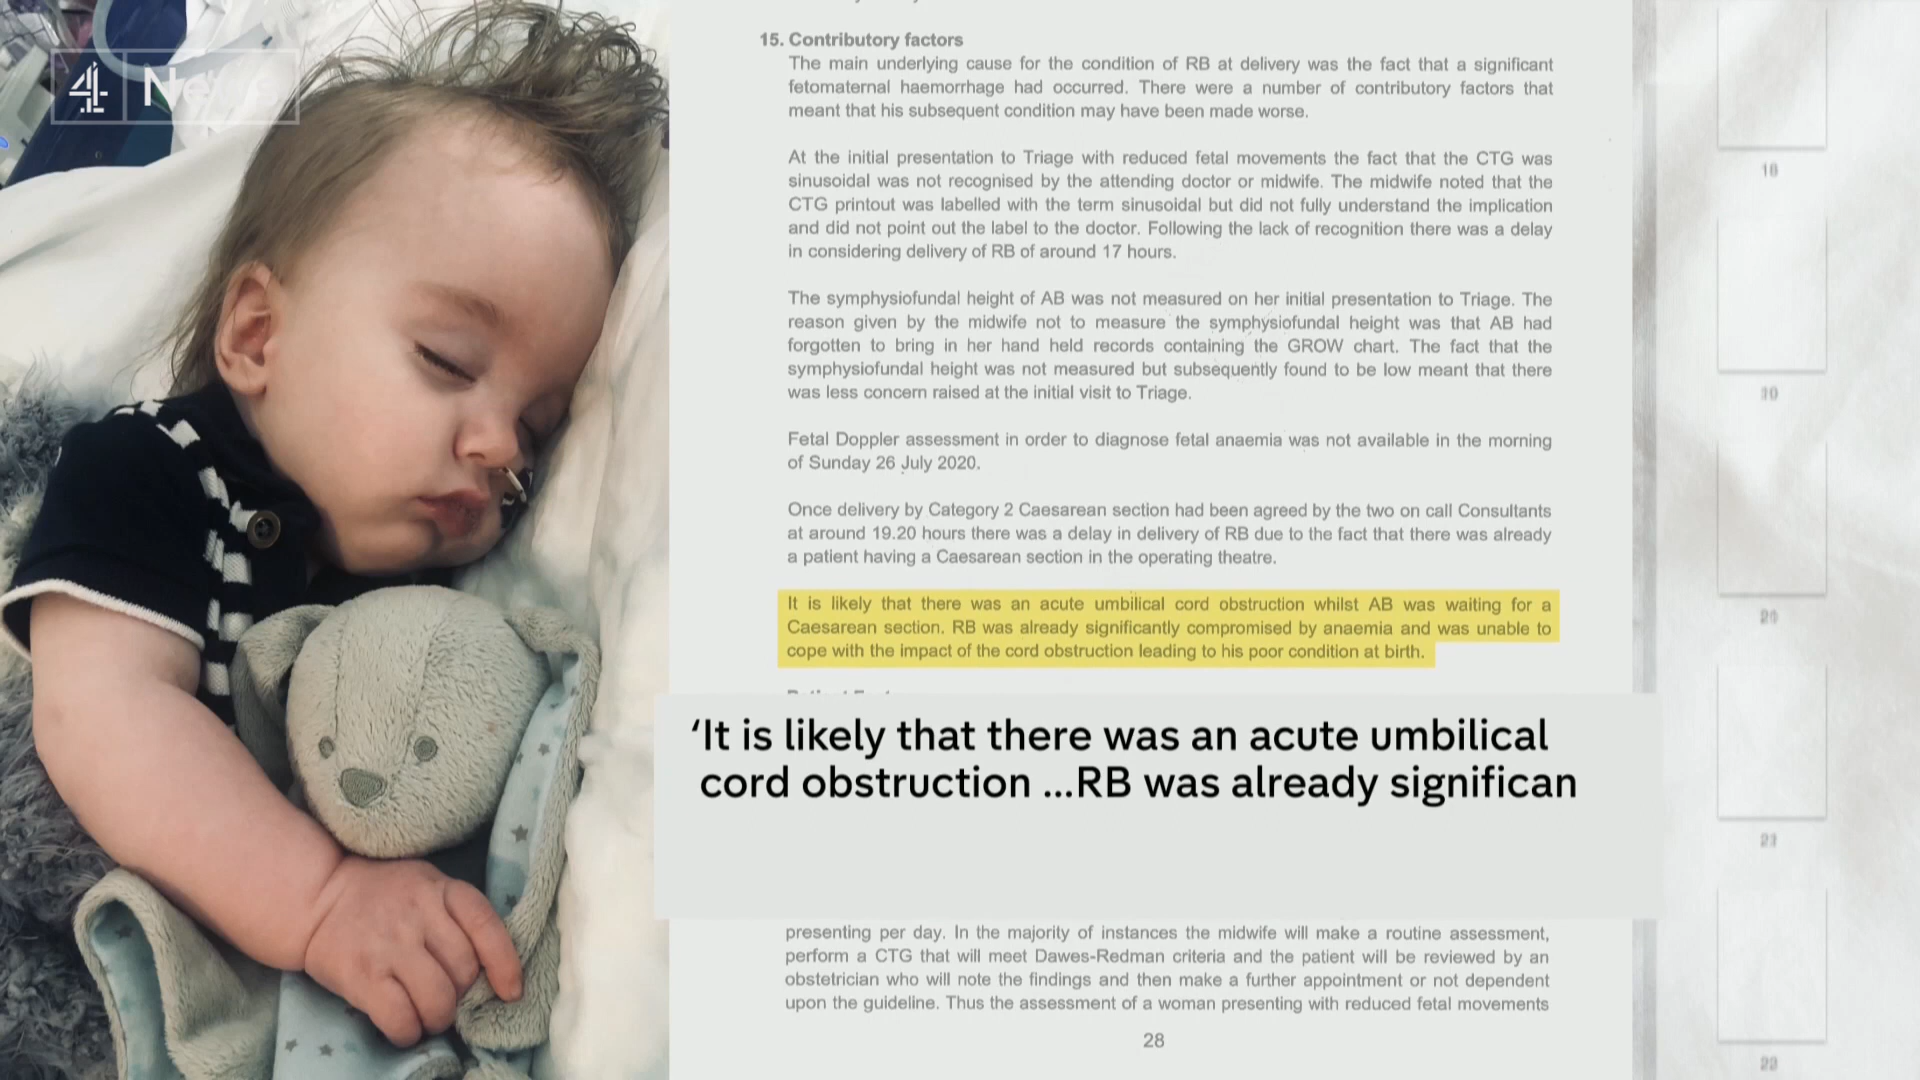 4 News
15. Contributory factors
The main underlying cause for the condition of RB at delivery was the fact that a significant
fetomaternal haemorrhage had occurred. There were a number of contributory factors that
meant that his subsequent condition may have been made worse.
At the initial presentation to Triage with reduced fetal movements the fact that the CTG was
sinusoidal was not recognised by the attending doctor or midwife. The midwife noted that the
CTG printout was labelled with the term sinusoidal but did not fully understand the implication
and did not point out the label to the doctor. Following the lack of recognition there was a delay
in considering delivery of RB of around 17 hours.
The symphysiofundal height of AB was not measured on her initial presentation to Triage. The
reason given by the midwife not to measure the symphysiofundal height was that AB had
forgotten to bring in her hand held records containing the GROW chart. The fact that the
symphysiofundal height was not measured but subsequently found to be low meant that there
was less concern raised at the initial visit to Triage.
Fetal Doppler assessment in order to diagnose fetal anaemia was not available in the morning
of Sunday 26 July 2020.
Once delivery by Category 2 Caesarean section had been agreed by the two on call Consultants
at around 19.20 hours there was a delay in delivery of RB due to the fact that there was already
a patient having a Caesarean section in the operating theatre.
It is likely that there was an acute umbilical cord obstruction whilst AB was waiting for a
Caesarean section. RB was already significantly compromised by anaemia and was unable to
cope with the impact of the cord obstruction leading to his poor condition at birth.
‘It is likely that there was an acute umbilical
cord obstruction ...RB was already significan
presenting per day. In the majority of instances the midwife will make a routine assessment,
perform a CTG that will meet Dawes-Redman criteria and the patient will be reviewed by an
obstetrician who will note the findings and then make a further appointment or not dependent
upon the guideline. Thus the assessment of a woman presenting with reduced fetal movements
28